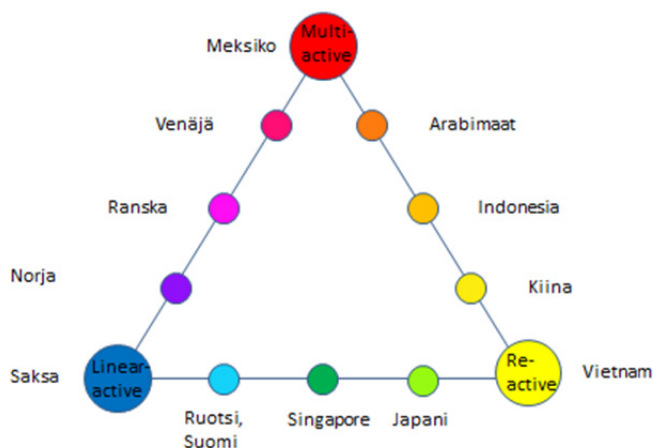 Multi-
active
Meksiko
Venäjä
Arabimaat
Ranska
Indonesia
Norja
Kiina
Saksa
Linear-
active
Re-
active
Vietnam
Ruotsi,
Suomi
Singapore
Japani